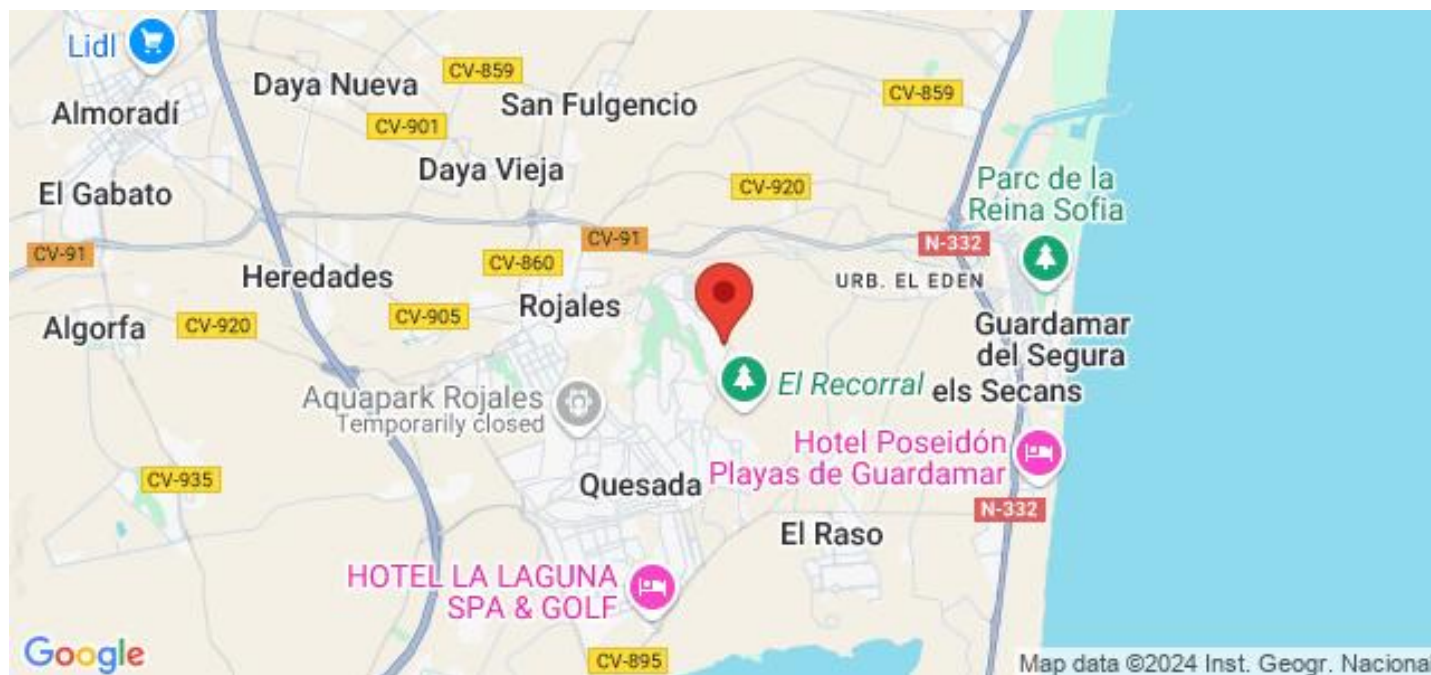 Lidl
Daya Nueva
CV-859
San Fulgencio
CV-859
Almoradí
CV-901
Daya Vieja
CV-920
Parc de la
Reina Sofia
El Gabato
CV-91
CV-91
N-332
CV-860
Heredades
URB. EL EDEN
Rojales
Algorfa
CV-920
CV-905
Guardamar
del Segura
Aquapark Rojales
Temporarily closed
El Recorral
els Secans
Hotel Poseidón
Playas de Guardamar
CV-935
Quesada
N-332
El Raso
HOTEL LA LAGUNA
SPA & GOLF
Google
CV-895
Map data ©2024 Inst. Geogr. Nacional